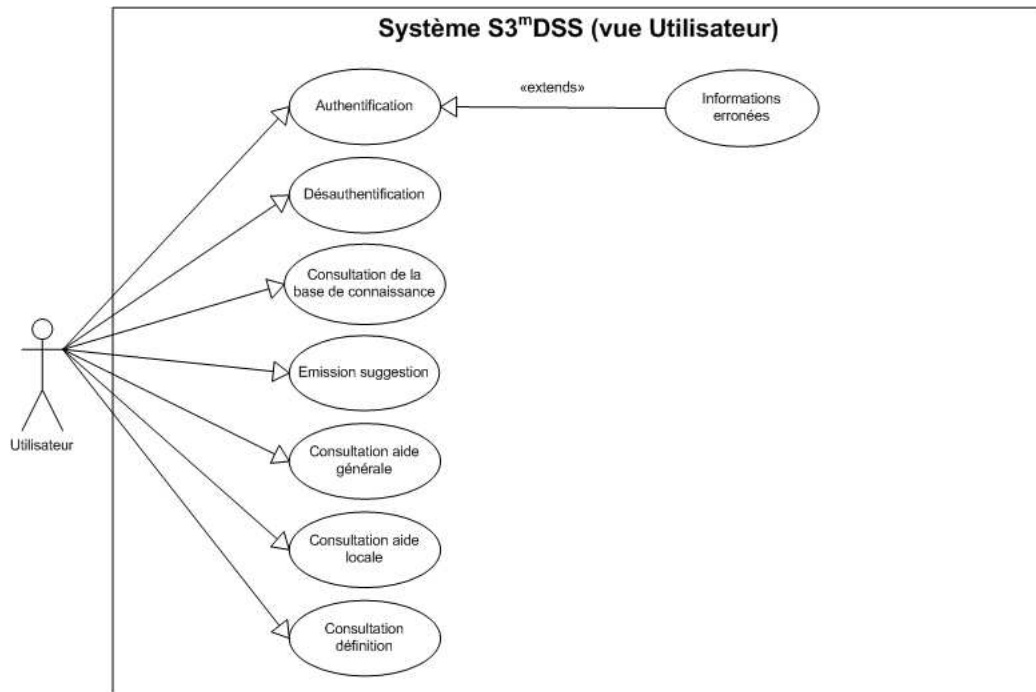 Système S3ᵐDSS (vue Utilisateur)
Authentification
«extends»
Informations
erronées
Désauthentification
Consultation de la
base de connaissance
Emission suggestion
Utilisateur
Consultation aide
générale
Consultation aide
locale
Consultation
définition